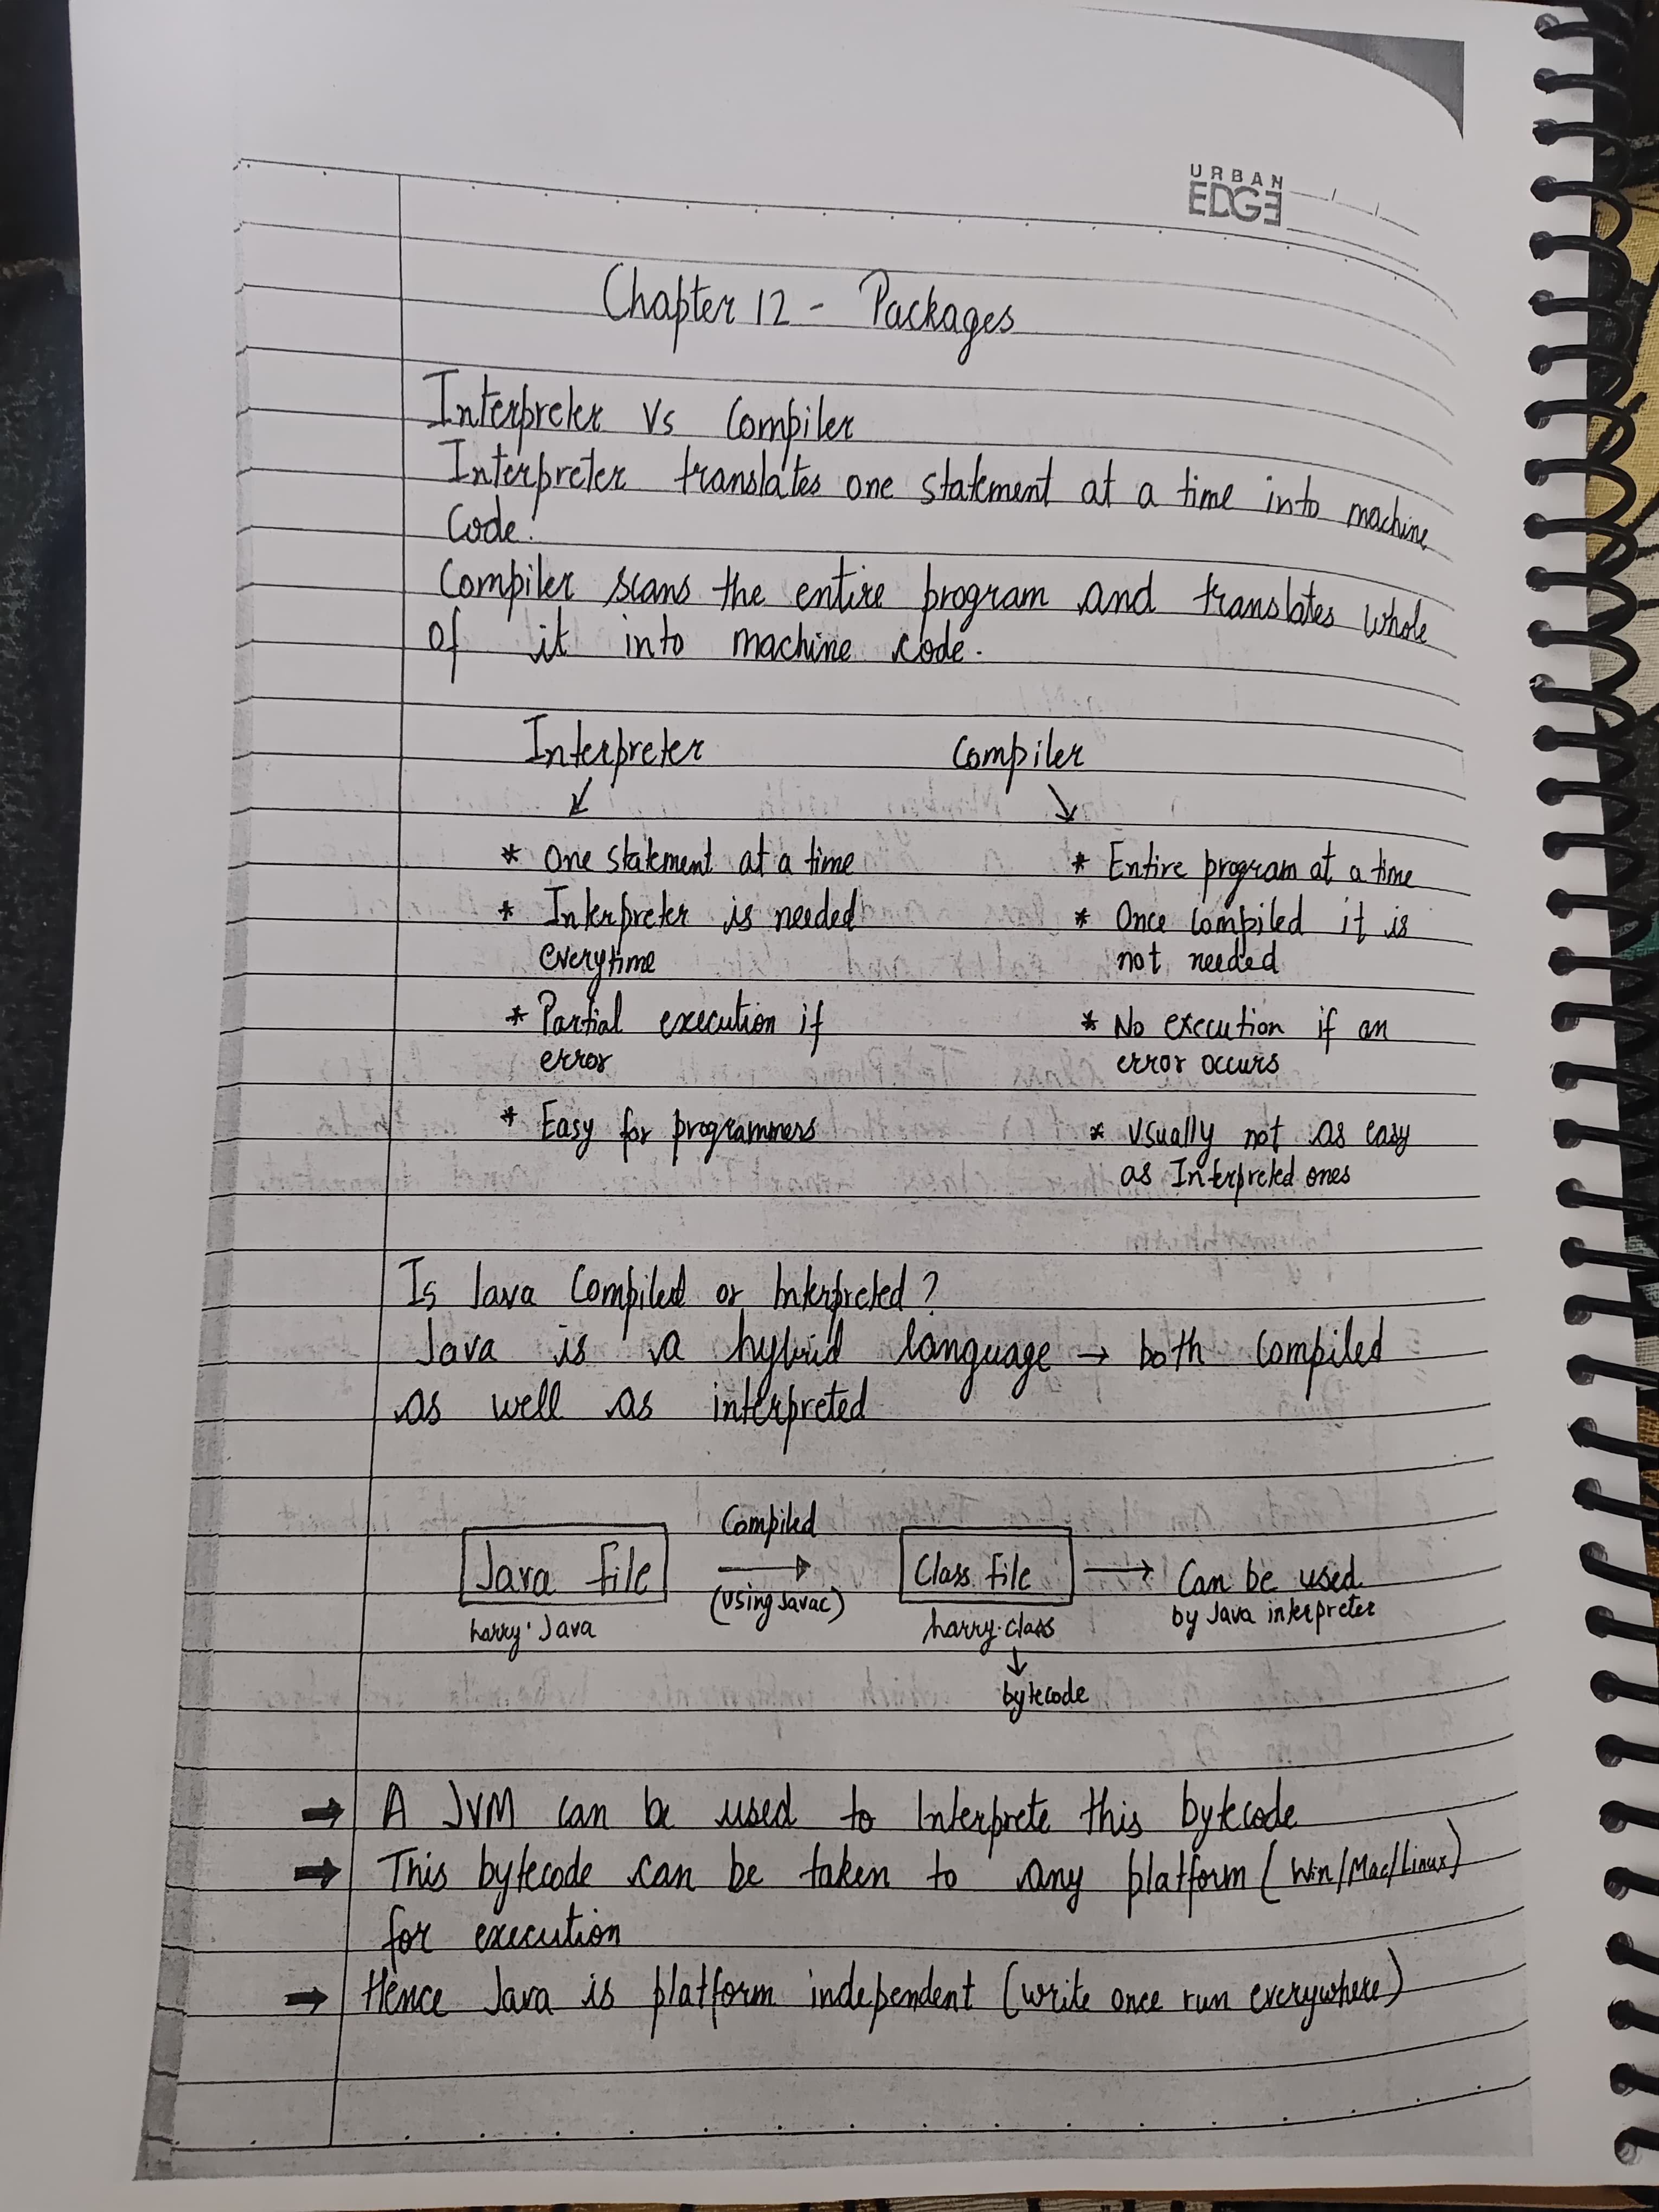 URBAN
EDGE
Chapter 12 - Packages
Interpreter Vs Compiler
Interpreter translates one statement at a time into machine
Code.
Compiler scans the entire program and translates whole
of it into machine code.
Interpreter Compiler
* One statement at a time * Entire program at a time
* Interpreter is needed * Once compiled it is
everytime not needed
* Partial execution if * No execution if an
error error occurs
* Easy for programmers * Usually not as easy
as Interpreted ones
Is Java Compiled or Interpreted?
Java is a hybrid language → both compiled
as well as interpreted
Compiled
Java File Class file → Can be used
(Using Javac) by Java interpreter
harry.Java harry.class
↓
bytecode
→ A JVM can be used to Interprete this bytecode
→ This bytecode can be taken to any platform (Win/Mac/Linux)
for execution
→ Hence Java is platform independent (write once run everywhere)